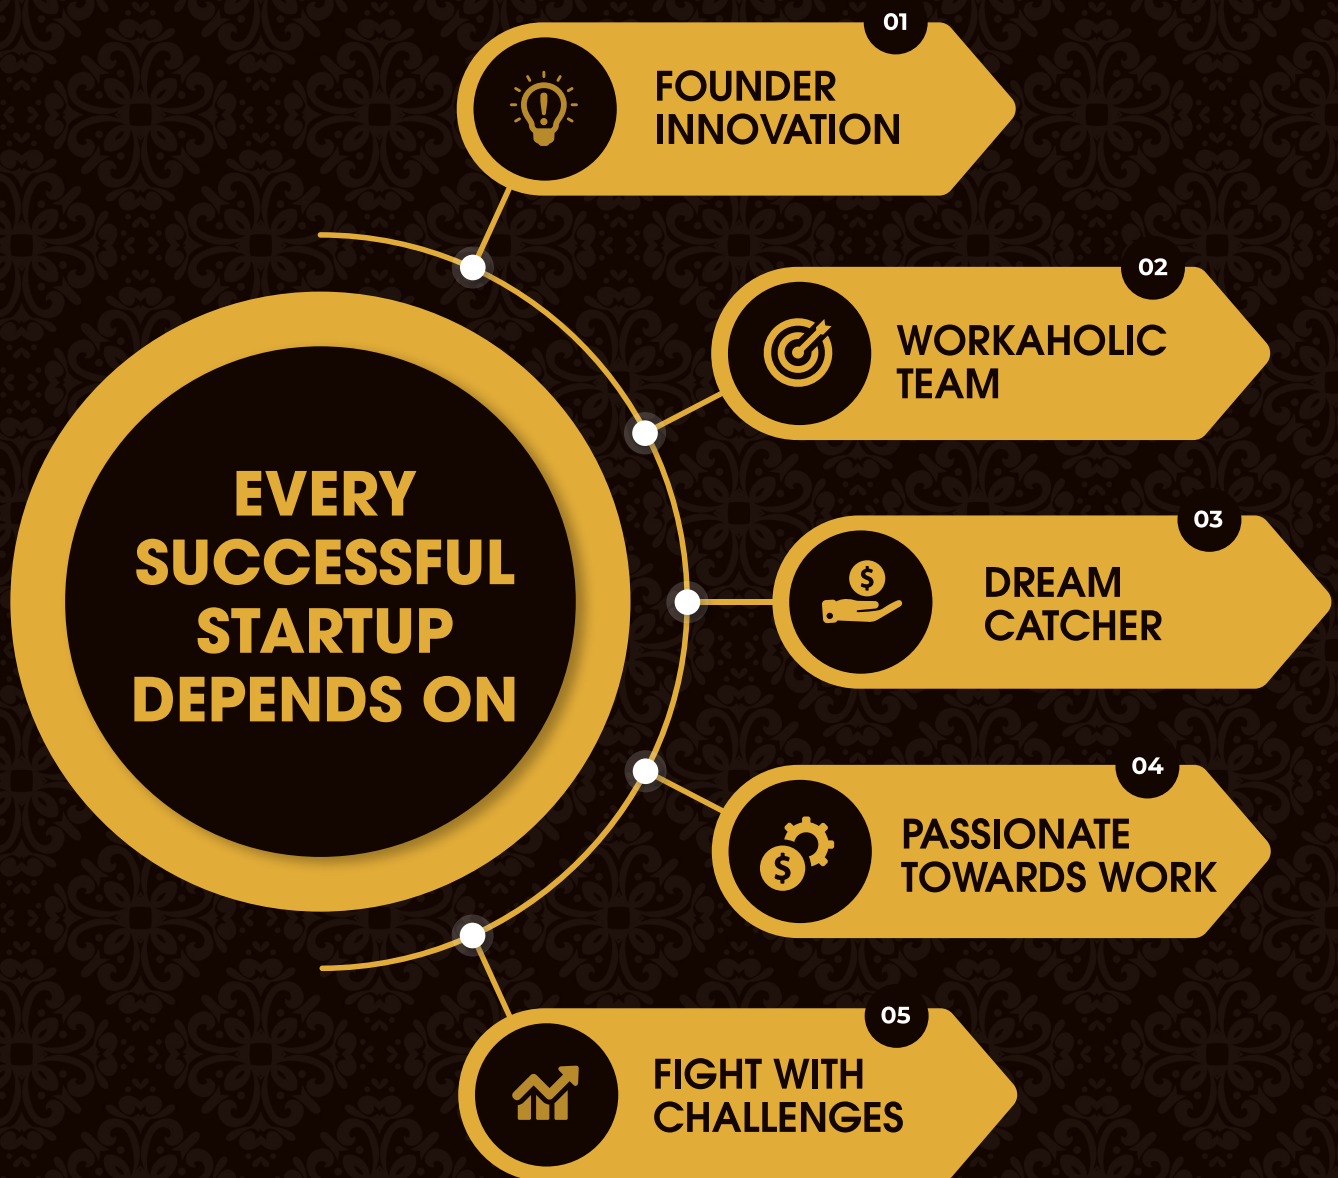 EVERY
SUCCESSFUL
STARTUP
DEPENDS ON
01
FOUNDER
INNOVATION
02
WORKAHOLIC
TEAM
03
$
DREAM
CATCHER
04
$
PASSIONATE
TOWARDS WORK
05
FIGHT WITH
CHALLENGES